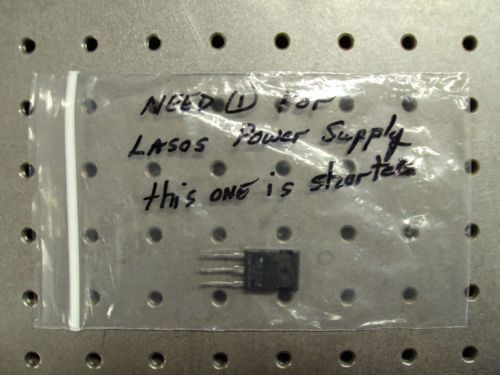 NEED (1) FOR
LASOS Power Supply
this ONE is shorted